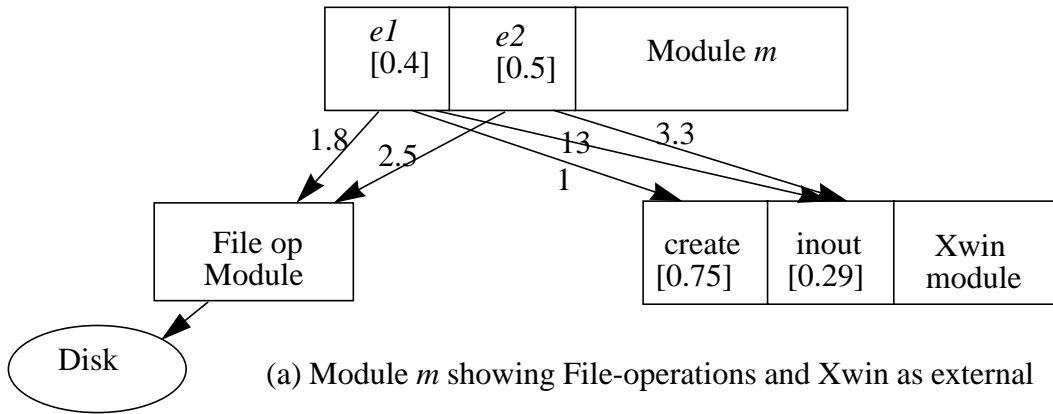 e1
[0.4]
e2
[0.5]
Module m
1.8
2.5
13
3.3
1
File op
Module
create
[0.75]
inout
[0.29]
Xwin
module
Disk
(a) Module m showing File-operations and Xwin as external